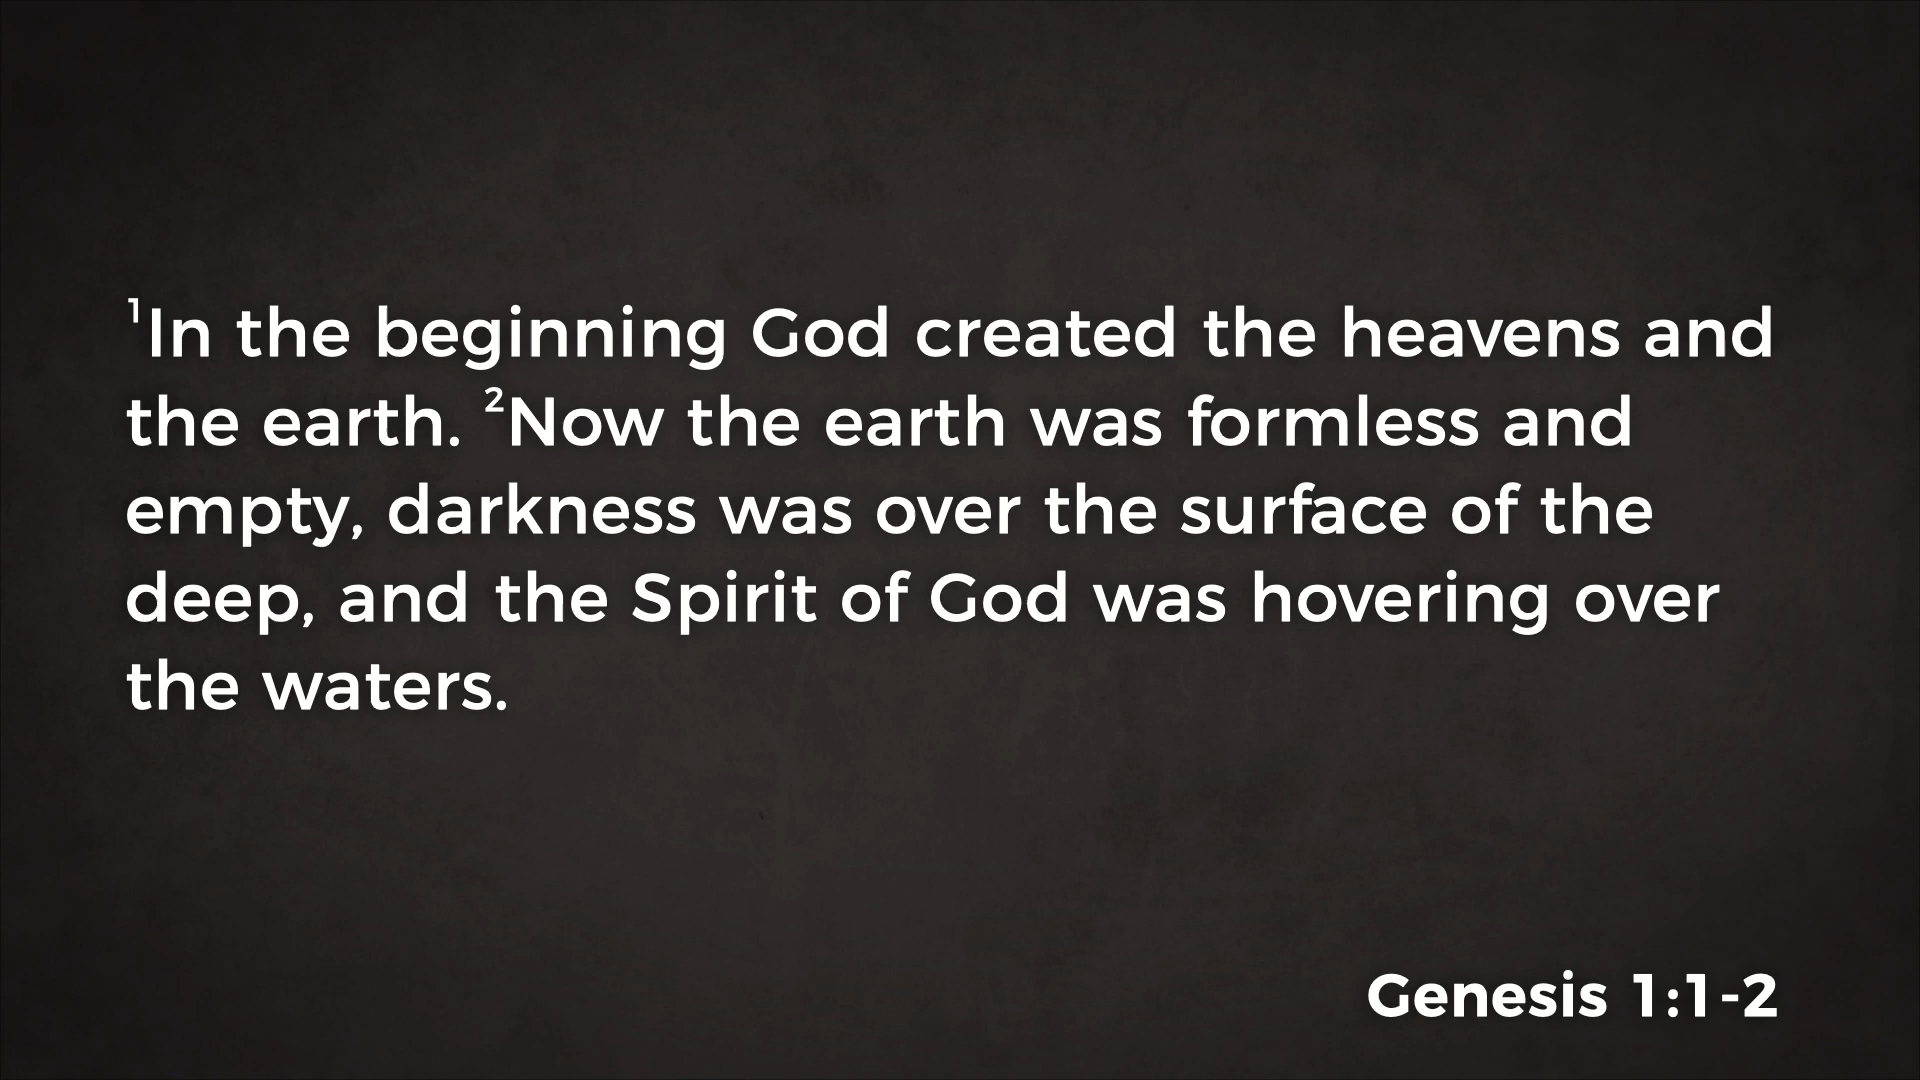 ¹In the beginning God created the heavens and
the earth. ²Now the earth was formless and
empty, darkness was over the surface of the
deep, and the Spirit of God was hovering over
the waters.
Genesis 1:1-2